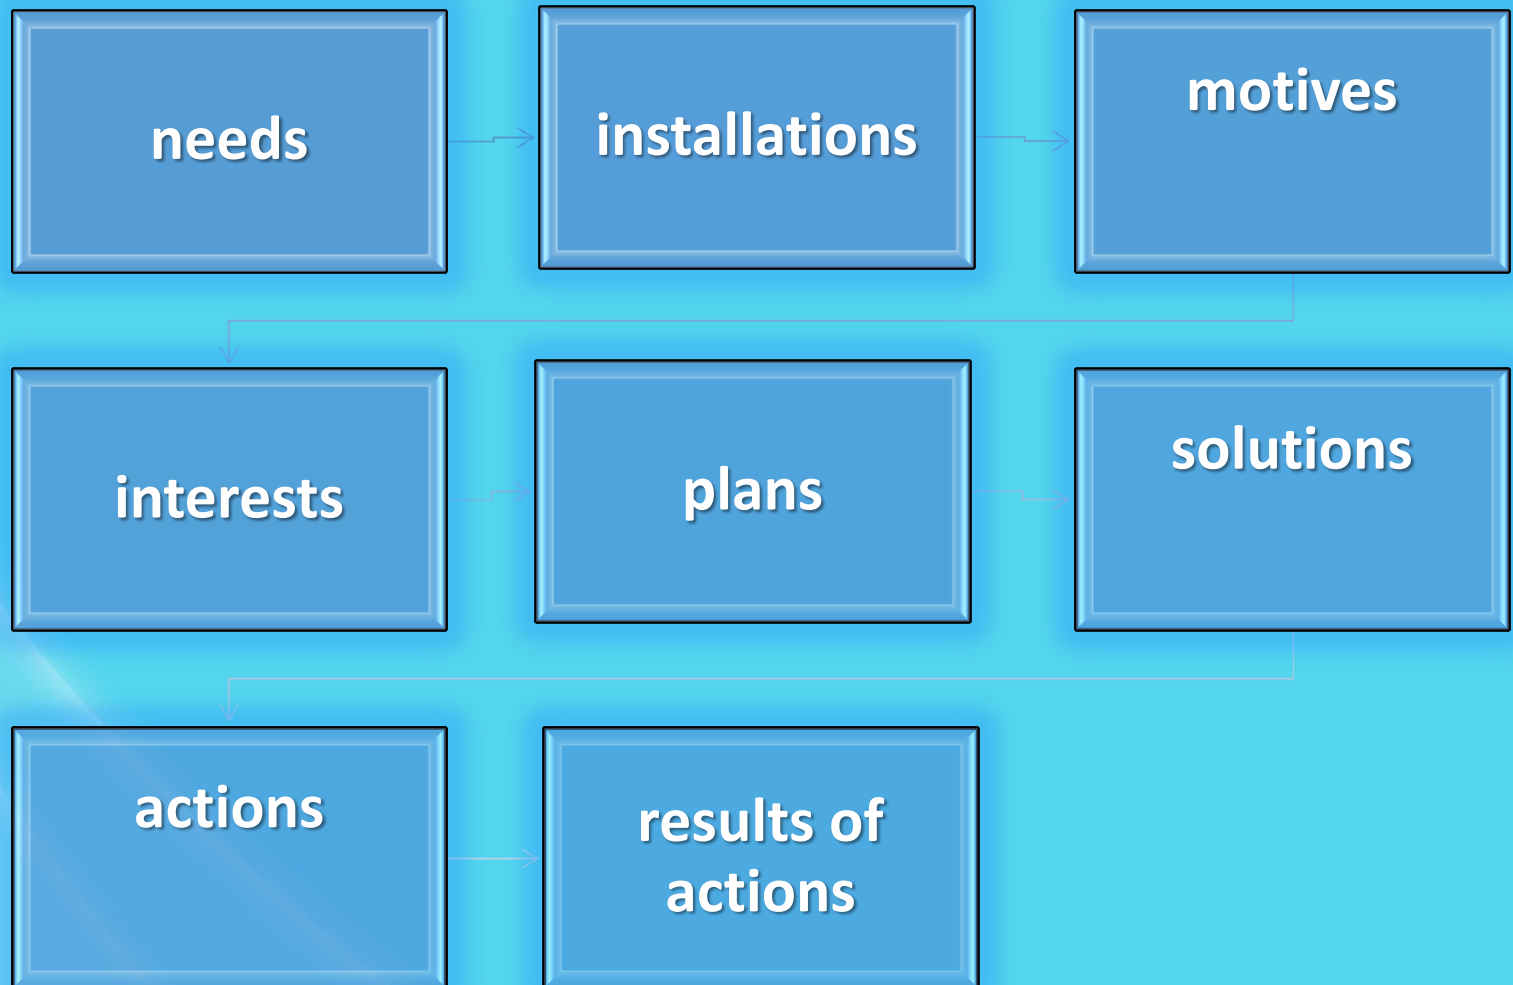 needs
installations
motives
interests
plans
solutions
actions
results of
actions